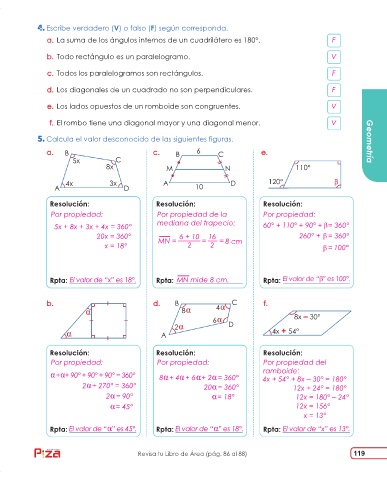 4. Escribe verdadero (V) o falso (F) según corresponda.
a. La suma de los ángulos internos de un cuadrilátero es 180°. F
b. Todo rectángulo es un paralelogramo. V
c. Todos los paralelogramos son rectángulos. F
d. Los diagonales de un cuadrado no son perpendiculares. F
e. Los lados opuestos de un romboide son congruentes. V
f. El rombo tiene una diagonal mayor y una diagonal menor. V
Geometría
5. Calcula el valor desconocido de las siguientes figuras.
a. B 5x C 8x 4x 3x A D
c. B 6 C M N A 10 D
e. 110° 120° β
Resolución:
Por propiedad:
5x + 8x + 3x + 4x = 360°
20x = 360°
x = 18°
Rpta: El valor de "x" es 18°.
Resolución:
Por propiedad de la
mediana del trapecio:
MN = 6 + 10 / 2 = 16 / 2 = 8 cm
Rpta: MN mide 8 cm.
Resolución:
Por propiedad:
60° + 110° + 90° + β = 360°
260° + β = 360°
β = 100°
Rpta: El valor de "β" es 100°.
b. α α
d. B C 8α 4α 6α D 2α A
f. 8x – 30° 4x + 54°
Resolución:
Por propiedad:
α+α+ 90° + 90° + 90° = 360°
2α + 270° = 360°
2α = 90°
α = 45°
Rpta: El valor de "α" es 45°.
Resolución:
Por propiedad:
8α + 4α + 6α + 2α = 360°
20α = 360°
α = 18°
Rpta: El valor de "α" es 18°.
Resolución:
Por propiedad del
romboide:
4x + 54° + 8x – 30° = 180°
12x + 24° = 180°
12x = 180° – 24°
12x = 156°
x = 13°
Rpta: El valor de "x" es 13°.
Pizá
Revisa tu Libro de Área (pág. 86 al 88)
119